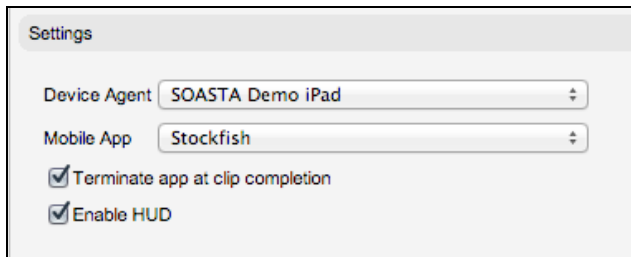 Settings
Device Agent SOASTA Demo iPad
Mobile App Stockfish
Terminate app at clip completion
Enable HUD